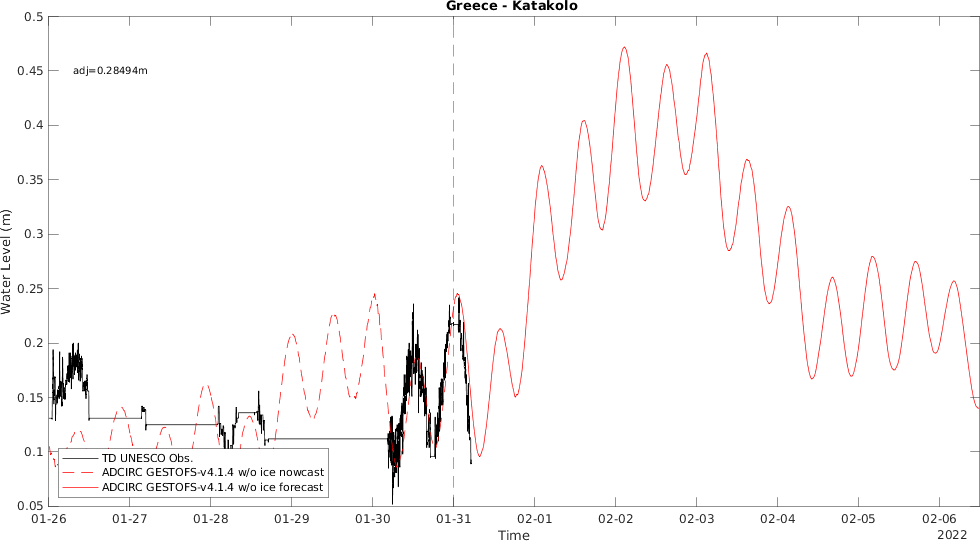 Greece - Katakolo
0.5
0.45
0.4
0.35
0.3
0.25
0.2
0.15
0.1
0.05
Water Level (m)
adj=0.28494m
TD UNESCO Obs.
ADCIRC GESTOFS-v4.1.4 w/o ice nowcast
ADCIRC GESTOFS-v4.1.4 w/o ice forecast
01-26 01-27 01-28 01-29 01-30 01-31 02-01 02-02 02-03 02-04 02-05 02-06
2022
Time